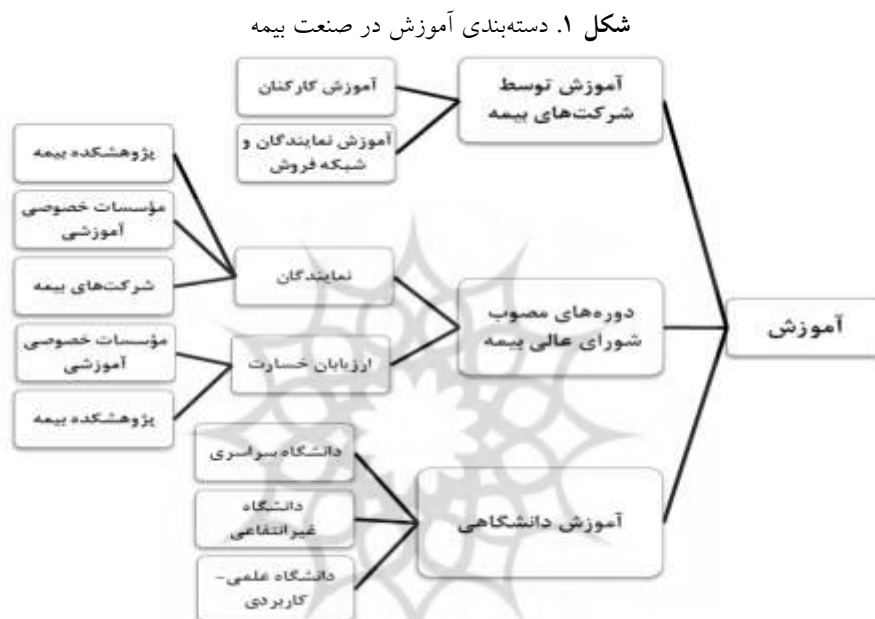 شکل ۱. دسته‌بندی آموزش در صنعت بیمه
آموزش
آموزش توسط
شرکت‌های بیمه
آموزش کارکنان
آموزش نمایندگان و
شبکه فروش
دوره‌های مصوب
شورای عالی بیمه
نمایندگان
پژوهشکده بیمه
مؤسسات خصوصی
آموزشی
شرکت‌های بیمه
ارزیابان خسارت
مؤسسات خصوصی
آموزشی
پژوهشکده بیمه
آموزش دانشگاهی
دانشگاه سراسری
دانشگاه
غیرانتفاعی
دانشگاه علمی-
کاربردی